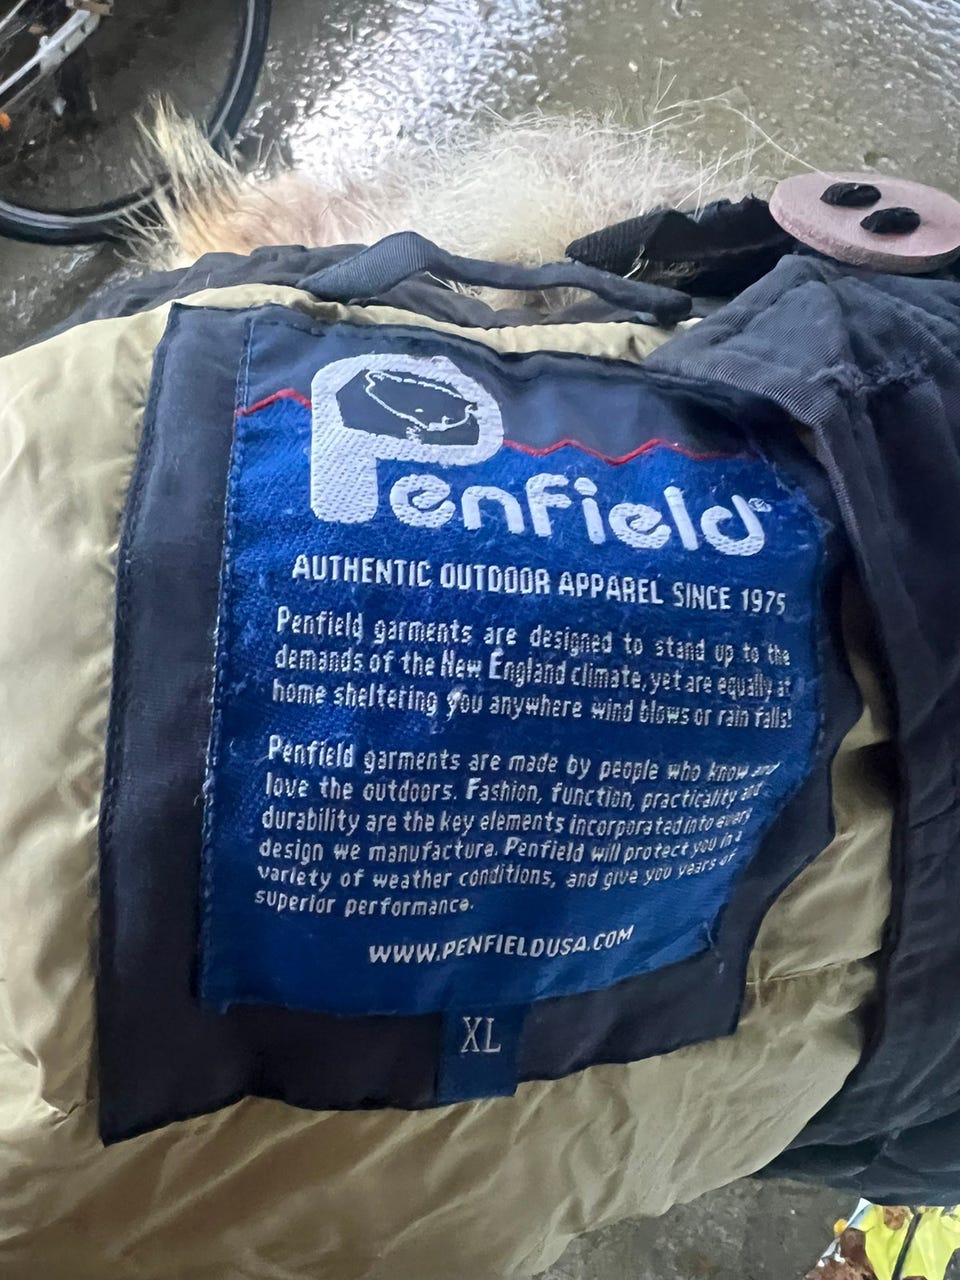 Penfield®
AUTHENTIC OUTDOOR APPAREL SINCE 1975
Penfield garments are designed to stand up to the
demands of the New England climate, yet are equally at
home sheltering you anywhere wind blows or rain falls!
Penfield garments are made by people who know and
love the outdoors. Fashion, function, practicality and
durability are the key elements incorporated into every
design we manufacture. Penfield will protect you in a
variety of weather conditions, and give you years of
superior performance.
WWW.PENFIELDUSA.COM
XL